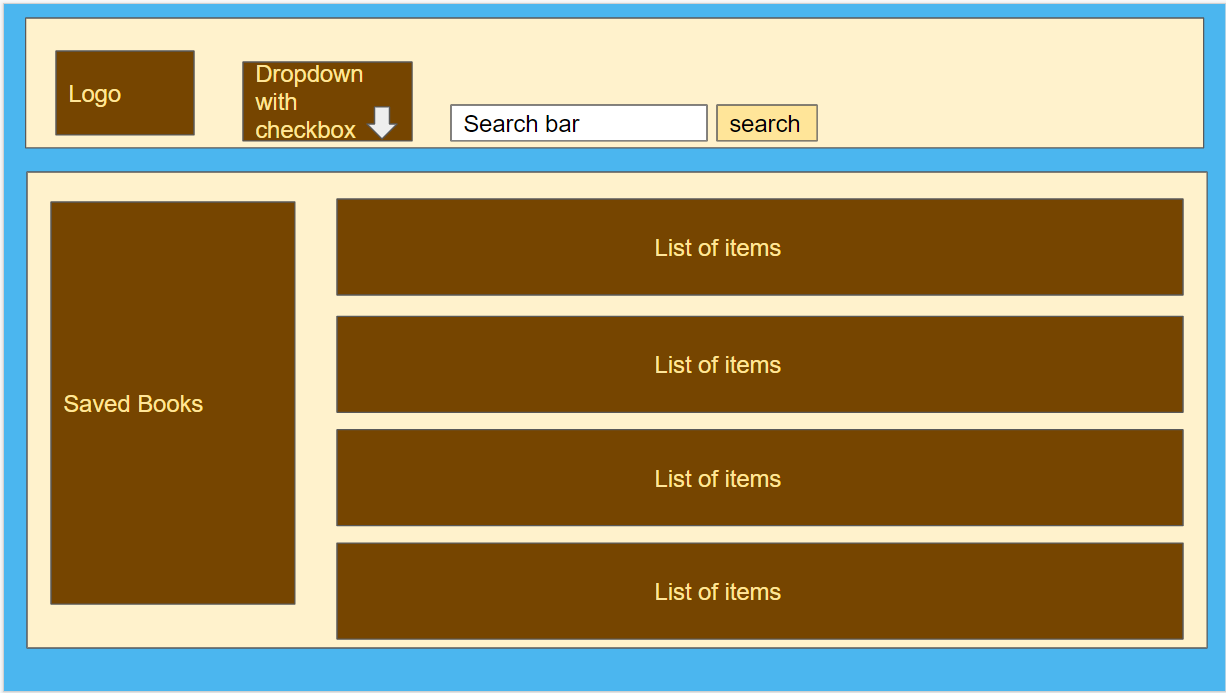 Logo
Dropdown
with
checkbox
Search bar
search
Saved Books
List of items
List of items
List of items
List of items